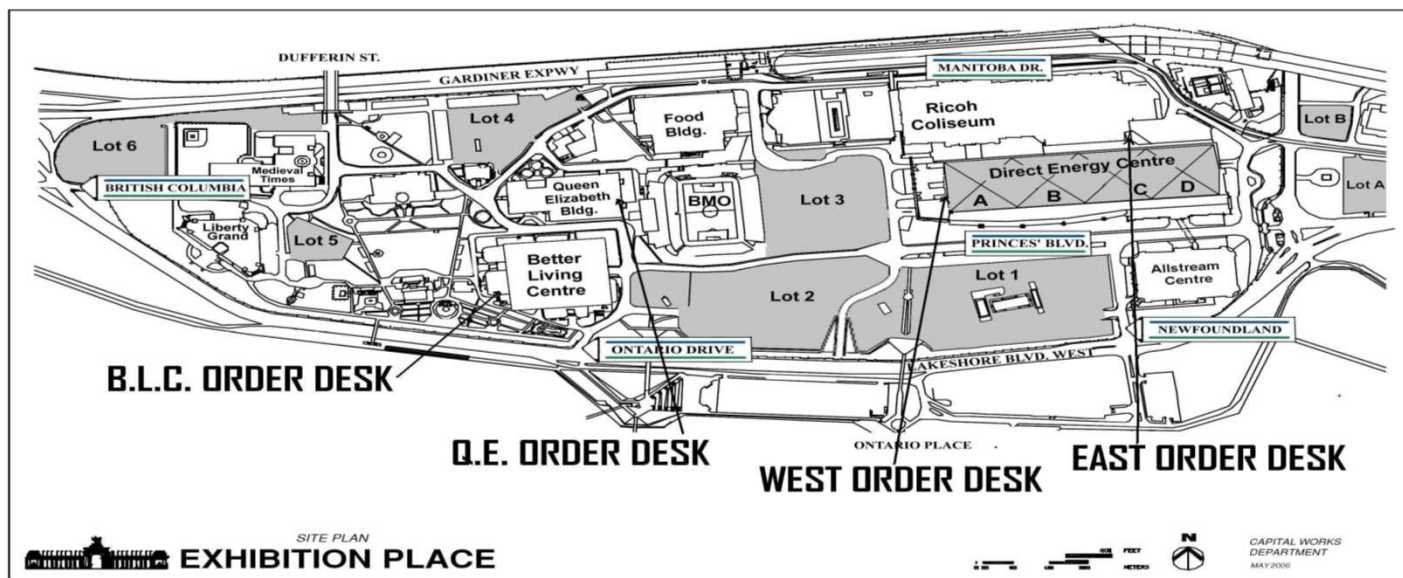 DUFFERIN ST.
GARDINER EXPWY
MANITOBA DR.
Lot 6
Lot 4
Food
Bldg.
Ricoh
Coliseum
Lot B
Medieval
Times
BRITISH COLUMBIA
Queen
Elizabeth
Bldg.
BMO
Lot 3
Direct Energy Centre
A B C D
Lot A
Liberty
Grand
Lot 5
Better
Living
Centre
PRINCES' BLVD.
Lot 2
Lot 1
Allstream
Centre
ONTARIO DRIVE
NEWFOUNDLAND
LAKESHORE BLVD. WEST
B.L.C. ORDER DESK
Q.E. ORDER DESK
ONTARIO PLACE
WEST ORDER DESK
EAST ORDER DESK
SITE PLAN
EXHIBITION PLACE
FEET
METERS
N
CAPITAL WORKS
DEPARTMENT
MAY 2006